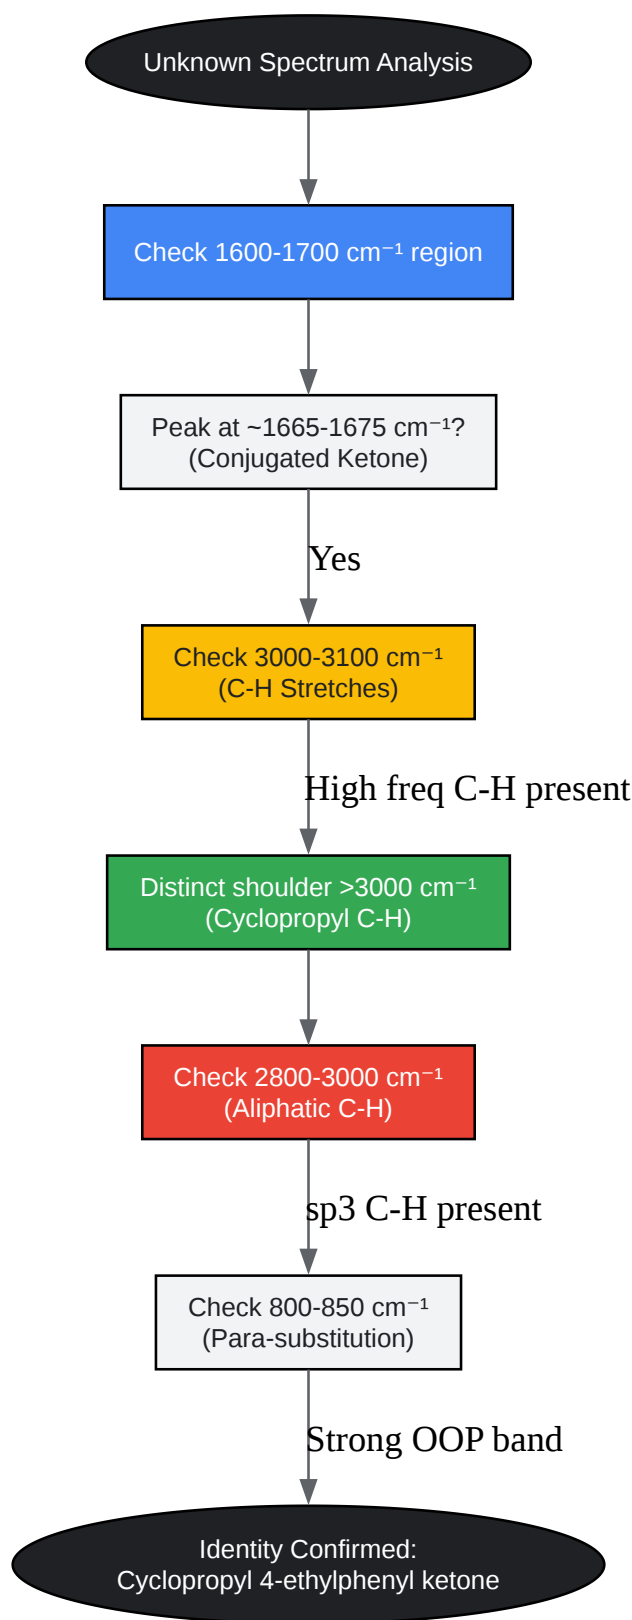 Unknown Spectrum Analysis
Check 1600-1700 cm⁻¹ region
Peak at ~1665-1675 cm⁻¹?
(Conjugated Ketone)
Yes
Check 3000-3100 cm⁻¹
(C-H Stretches)
High freq C-H present
Distinct shoulder >3000 cm⁻¹
(Cyclopropyl C-H)
Check 2800-3000 cm⁻¹
(Aliphatic C-H)
sp3 C-H present
Check 800-850 cm⁻¹
(Para-substitution)
Strong OOP band
Identity Confirmed:
Cyclopropyl 4-ethylphenyl ketone